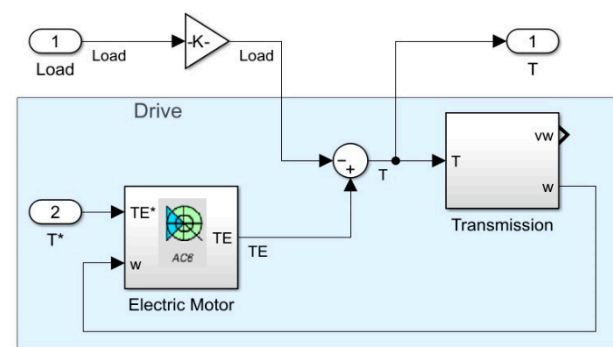 1
Load
Load
-K-
Load
1
T
Drive
−
+
T
T
vw
w
Transmission
2
T*
TE*
w
TE
AC6
TE
Electric Motor